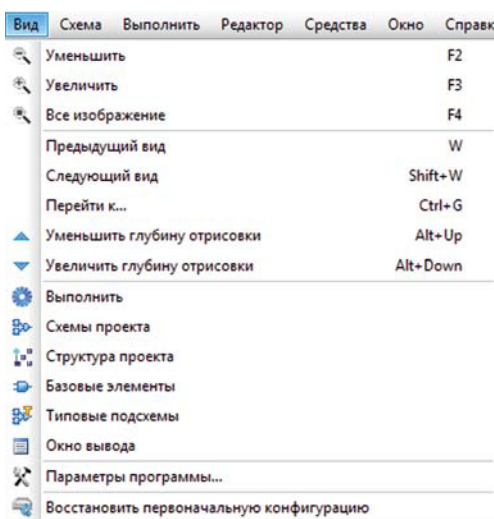 Вид Схема Выполнить Редактор Средства Окно Справк
Уменьшить F2
Увеличить F3
Все изображение F4
Предыдущий вид W
Следующий вид Shift+W
Перейти к... Ctrl+G
Уменьшить глубину отрисовки Alt+Up
Увеличить глубину отрисовки Alt+Down
Выполнить
Схемы проекта
Структура проекта
Базовые элементы
Типовые подсхемы
Окно вывода
Параметры программы...
Восстановить первоначальную конфигурацию